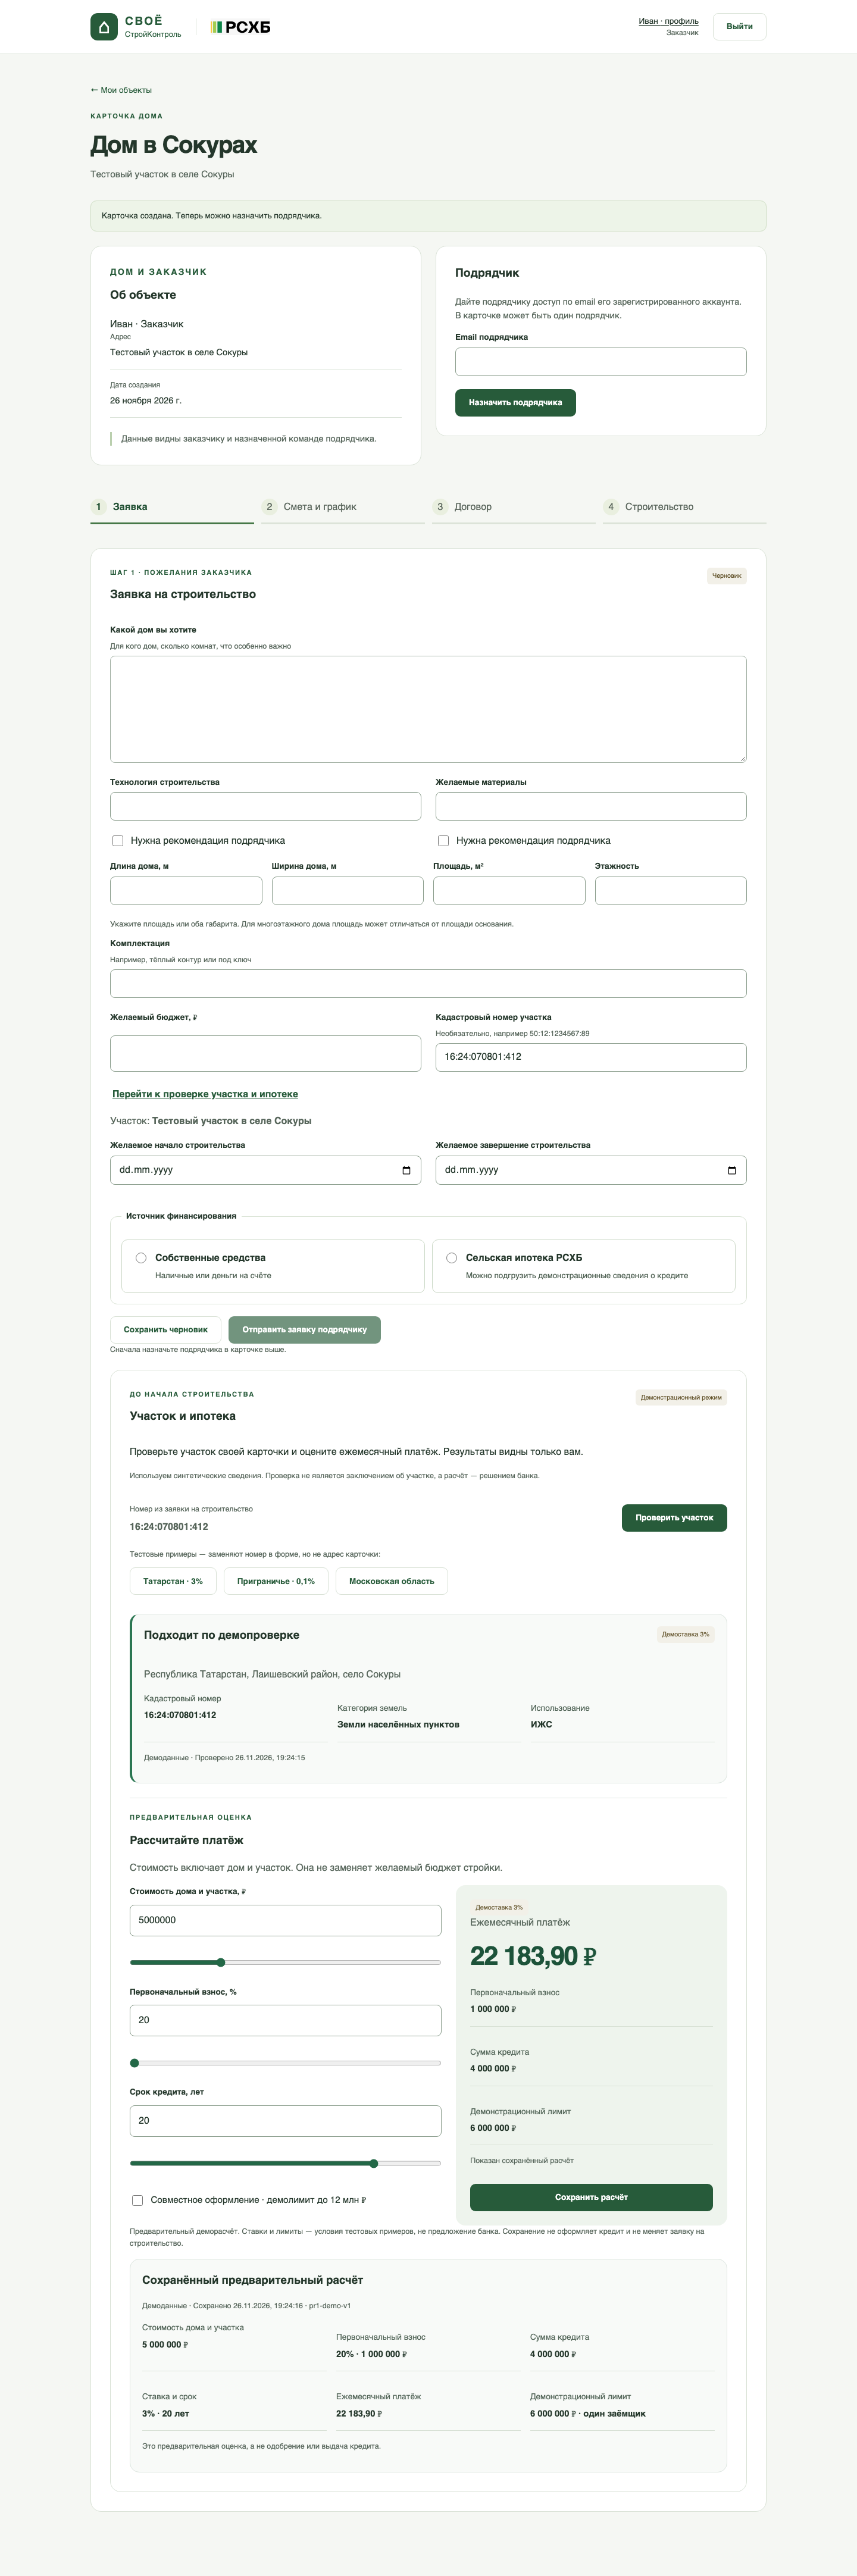 СВОЁ
СтройКонтроль
РСХБ
Иван · профиль
Заказчик
Выйти
← Мои объекты
КАРТОЧКА ДОМА
Дом в Сокурах
Тестовый участок в селе Сокуры
Карточка создана. Теперь можно назначить подрядчика.
ДОМ И ЗАКАЗЧИК
Об объекте
Иван · Заказчик
Адрес
Тестовый участок в селе Сокуры
Дата создания
26 ноября 2026 г.
Данные видны заказчику и назначенной команде подрядчика.
Подрядчик
Дайте подрядчику доступ по email его зарегистрированного аккаунта.
В карточке может быть один подрядчик.
Email подрядчика
Назначить подрядчика
1 Заявка
2 Смета и график
3 Договор
4 Строительство
ШАГ 1 · ПОЖЕЛАНИЯ ЗАКАЗЧИКА
Черновик
Заявка на строительство
Какой дом вы хотите
Для кого дом, сколько комнат, что особенно важно
Технология строительства
Желаемые материалы
Нужна рекомендация подрядчика
Нужна рекомендация подрядчика
Длина дома, м
Ширина дома, м
Площадь, м²
Этажность
Укажите площадь или оба габарита. Для многоэтажного дома площадь может отличаться от площади основания.
Комплектация
Например, тёплый контур или под ключ
Желаемый бюджет, ₽
Кадастровый номер участка
Необязательно, например 50:12:1234567:89
16:24:070801:412
Перейти к проверке участка и ипотеке
Участок: Тестовый участок в селе Сокуры
Желаемое начало строительства
Желаемое завершение строительства
dd.mm.yyyy
dd.mm.yyyy
Источник финансирования
Собственные средства
Наличные или деньги на счёте
Сельская ипотека РСХБ
Можно подгрузить демонстрационные сведения о кредите
Сохранить черновик
Отправить заявку подрядчику
Сначала назначьте подрядчика в карточке выше.
ДО НАЧАЛА СТРОИТЕЛЬСТВА
Демонстрационный режим
Участок и ипотека
Проверьте участок своей карточки и оцените ежемесячный платёж. Результаты видны только вам.
Используем синтетические сведения. Проверка не является заключением об участке, а расчёт — решением банка.
Номер из заявки на строительство
16:24:070801:412
Проверить участок
Тестовые примеры — заменяют номер в форме, но не адрес карточки:
Татарстан · 3%
Приграничье · 0,1%
Московская область
Подходит по демопроверке
Демоставка 3%
Республика Татарстан, Лаишевский район, село Сокуры
Кадастровый номер
16:24:070801:412
Категория земель
Земли населённых пунктов
Использование
ИЖС
Демоданные · Проверено 26.11.2026, 19:24:15
ПРЕДВАРИТЕЛЬНАЯ ОЦЕНКА
Рассчитайте платёж
Стоимость включает дом и участок. Она не заменяет желаемый бюджет стройки.
Стоимость дома и участка, ₽
5000000
Первоначальный взнос, %
20
Срок кредита, лет
20
Совместное оформление · демолимит до 12 млн ₽
Демоставка 3%
Ежемесячный платёж
22 183,90 ₽
Первоначальный взнос
1 000 000 ₽
Сумма кредита
4 000 000 ₽
Демонстрационный лимит
6 000 000 ₽
Показан сохранённый расчёт
Сохранить расчёт
Предварительный деморасчёт. Ставки и лимиты — условия тестовых примеров, не предложение банка. Сохранение не оформляет кредит и не меняет заявку на
строительство.
Сохранённый предварительный расчёт
Демоданные · Сохранено 26.11.2026, 19:24:16 · pr1-demo-v1
Стоимость дома и участка
5 000 000 ₽
Первоначальный взнос
20% · 1 000 000 ₽
Сумма кредита
4 000 000 ₽
Ставка и срок
3% · 20 лет
Ежемесячный платёж
22 183,90 ₽
Демонстрационный лимит
6 000 000 ₽ · один заёмщик
Это предварительная оценка, а не одобрение или выдача кредита.